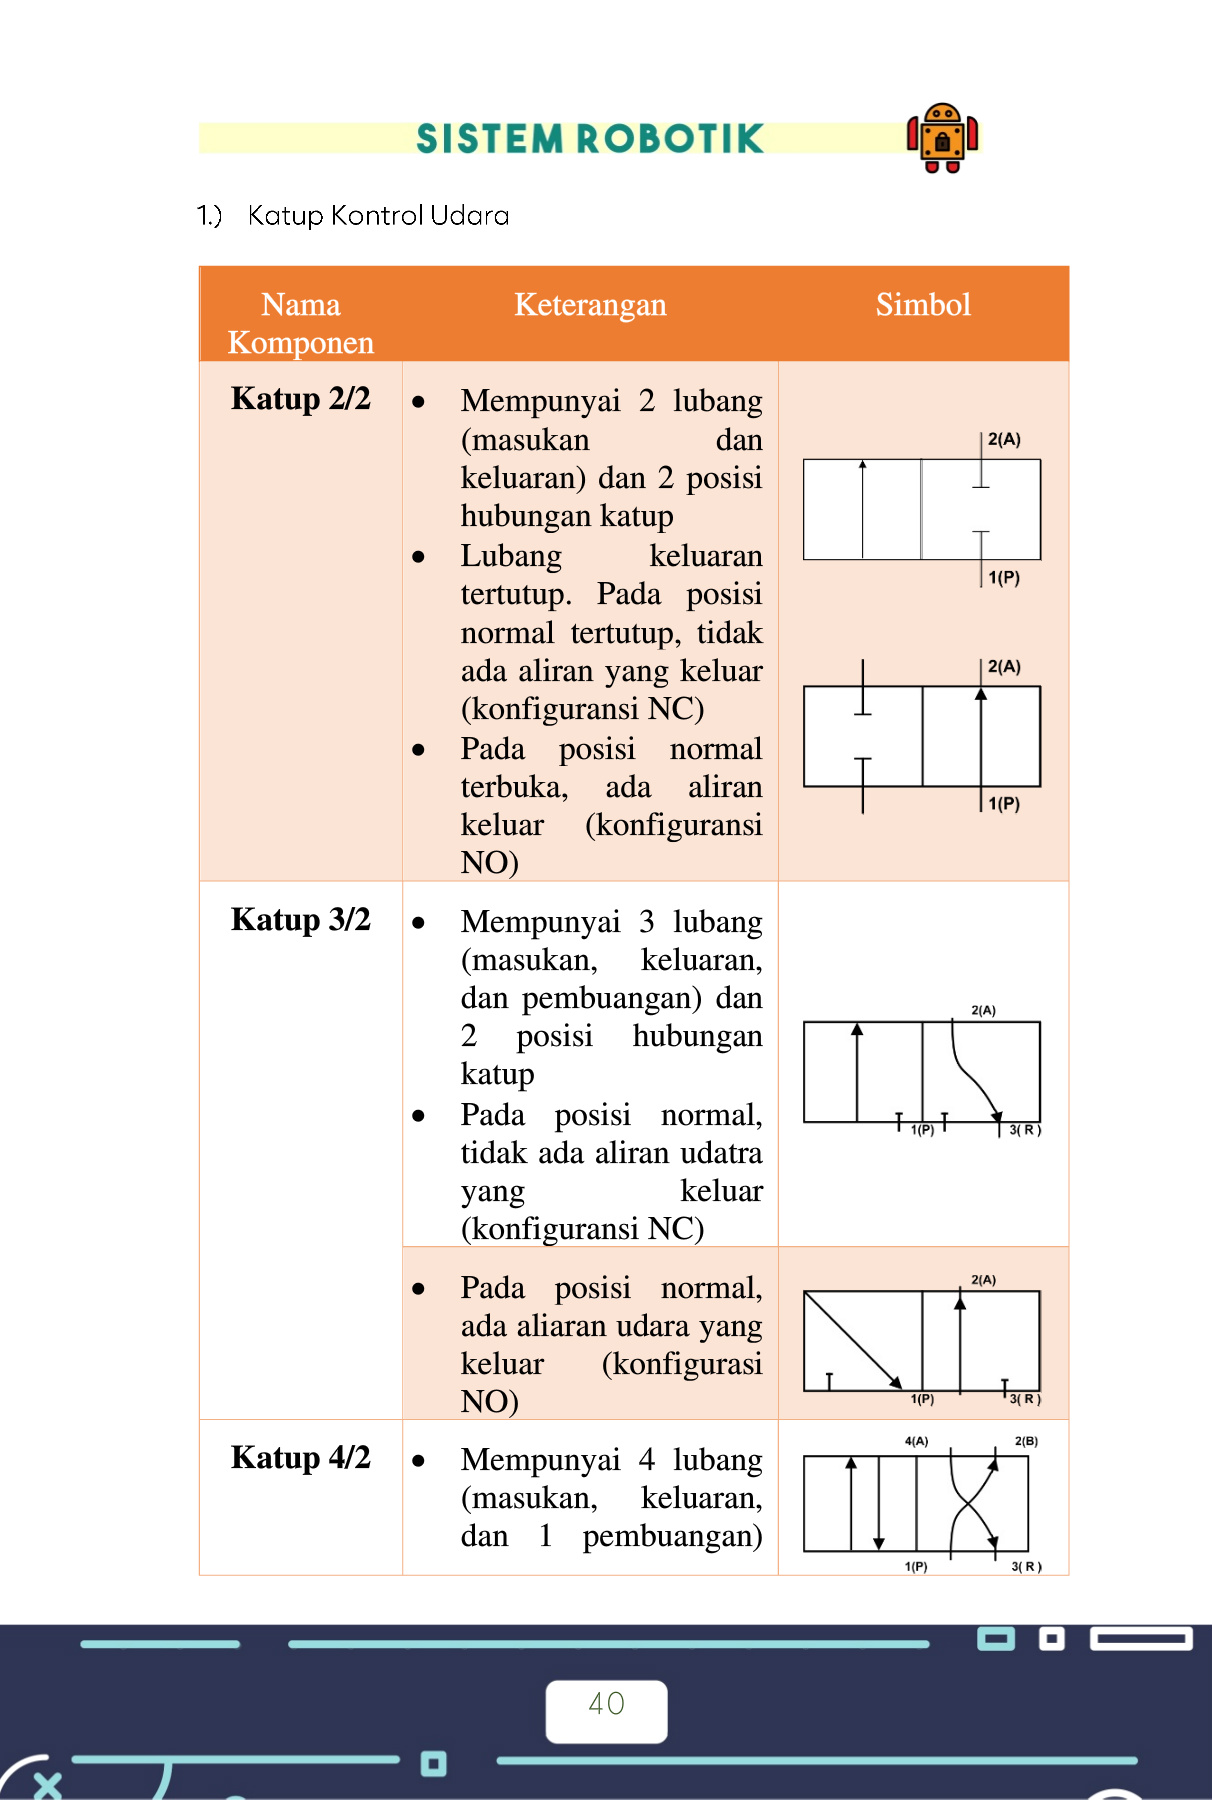 SISTEM ROBOTIK
1.) Katup Kontrol Udara
Nama Komponen
Keterangan
Simbol
Katup 2/2
• Mempunyai 2 lubang
(masukan dan
keluaran) dan 2 posisi
hubungan katup
• Lubang keluaran
tertutup. Pada posisi
normal tertutup, tidak
ada aliran yang keluar
(konfiguransi NC)
• Pada posisi normal
terbuka, ada aliran
keluar (konfiguransi
NO)
2(A)
1(P)
2(A)
1(P)
Katup 3/2
• Mempunyai 3 lubang
(masukan, keluaran,
dan pembuangan) dan
2 posisi hubungan
katup
• Pada posisi normal,
tidak ada aliran udatra
yang keluar
(konfiguransi NC)
2(A)
1(P)
3( R )
• Pada posisi normal,
ada aliaran udara yang
keluar (konfigurasi
NO)
2(A)
1(P)
3( R )
Katup 4/2
• Mempunyai 4 lubang
(masukan, keluaran,
dan 1 pembuangan)
4(A) 2(B)
1(P) 3( R )
40